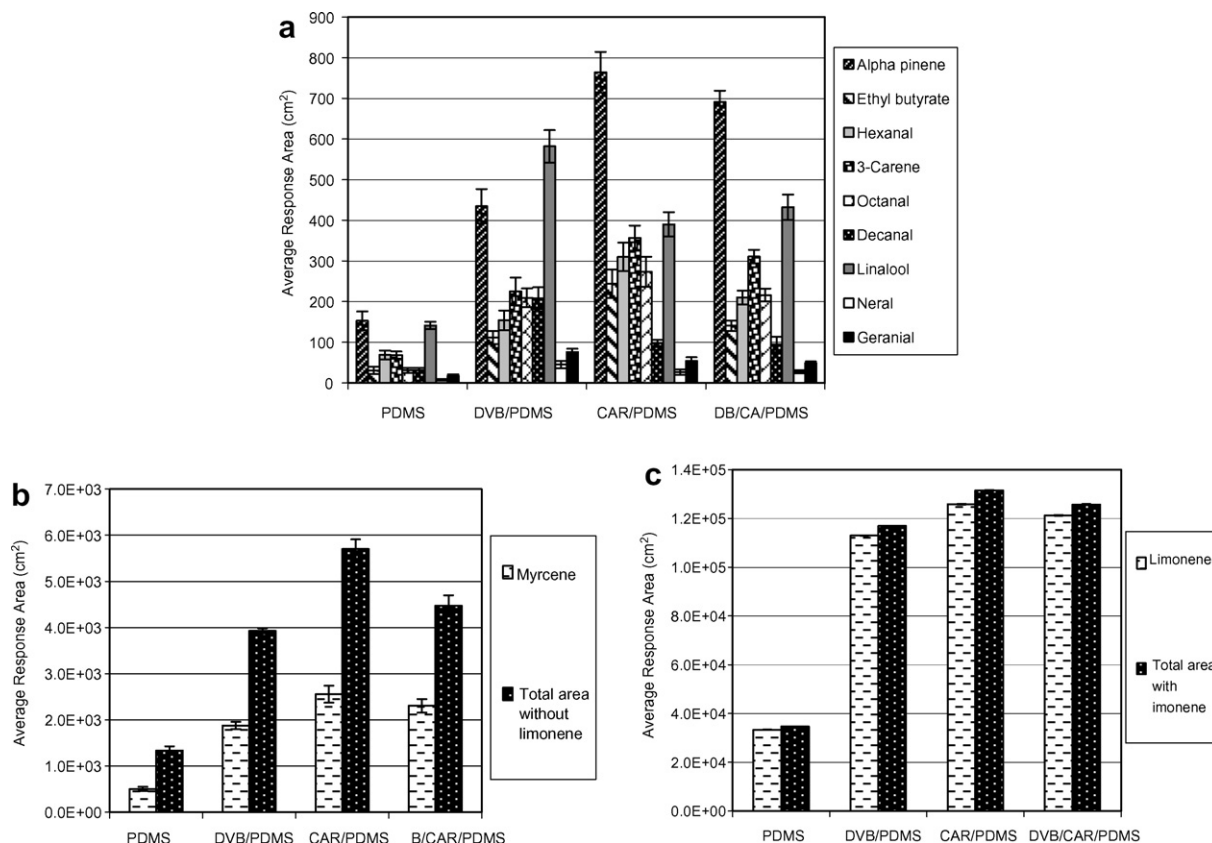 a
Average Response Area (cm²)
900
800
700
600
500
400
300
200
100
0
PDMS
DVB/PDMS
CAR/PDMS
DB/CA/PDMS
Alpha pinene
Ethyl butyrate
Hexanal
3-Carene
Octanal
Decanal
Linalool
Neral
Geranial
b
Average Response Area (cm²)
7.0E+03
6.0E+03
5.0E+03
4.0E+03
3.0E+03
2.0E+03
1.0E+03
0.0E+00
PDMS
DVB/PDMS
CAR/PDMS
B/CAR/PDMS
Myrcene
Total area
without
limonene
c
Average Response Area (cm²)
1.4E+05
1.2E+05
1.0E+05
8.0E+04
6.0E+04
4.0E+04
2.0E+04
0.0E+00
PDMS
DVB/PDMS
CAR/PDMS
DVB/CAR/PDMS
Limonene
Total area
with
imonene